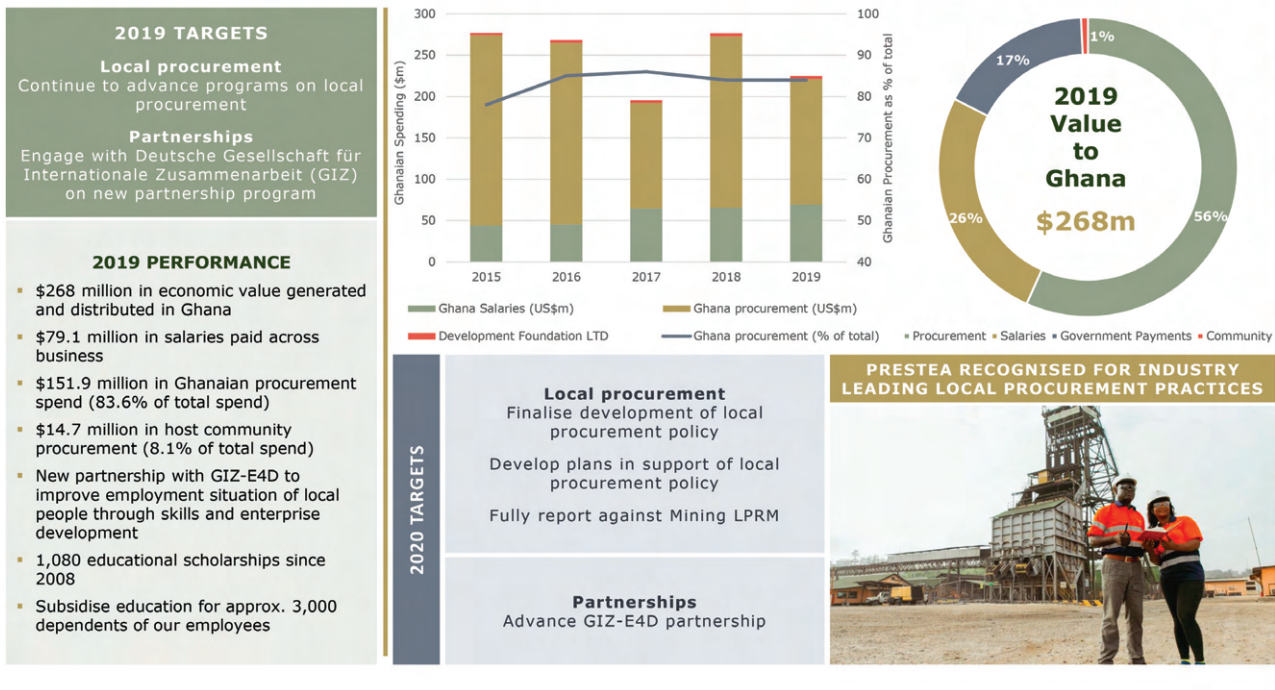 2019 TARGETS
Local procurement
Continue to advance programs on local
procurement
Partnerships
Engage with Deutsche Gesellschaft für
Internationale Zusammenarbeit (GIZ)
on new partnership program
2019 PERFORMANCE
▪ $268 million in economic value generated
and distributed in Ghana
▪ $79.1 million in salaries paid across
business
▪ $151.9 million in Ghanaian procurement
spend (83.6% of total spend)
▪ $14.7 million in host community
procurement (8.1% of total spend)
▪ New partnership with GIZ-E4D to
improve employment situation of local
people through skills and enterprise
development
▪ 1,080 educational scholarships since
2008
▪ Subsidise education for approx. 3,000
dependents of our employees
Ghanaian Spending ($m)
300
250
200
150
100
50
0
2015 2016 2017 2018 2019
100
90
80
70
60
50
40
Ghanaian Procurement as % of total
Ghana Salaries (US$m)
Ghana procurement (US$m)
Development Foundation LTD
Ghana procurement (% of total)
1%
17%
26%
56%
2019
Value
to
Ghana
$268m
Procurement Salaries Government Payments Community
2020 TARGETS
Local procurement
Finalise development of local
procurement policy
Develop plans in support of local
procurement policy
Fully report against Mining LPRM
Partnerships
Advance GIZ-E4D partnership
PRESTEA RECOGNISED FOR INDUSTRY
LEADING LOCAL PROCUREMENT PRACTICES